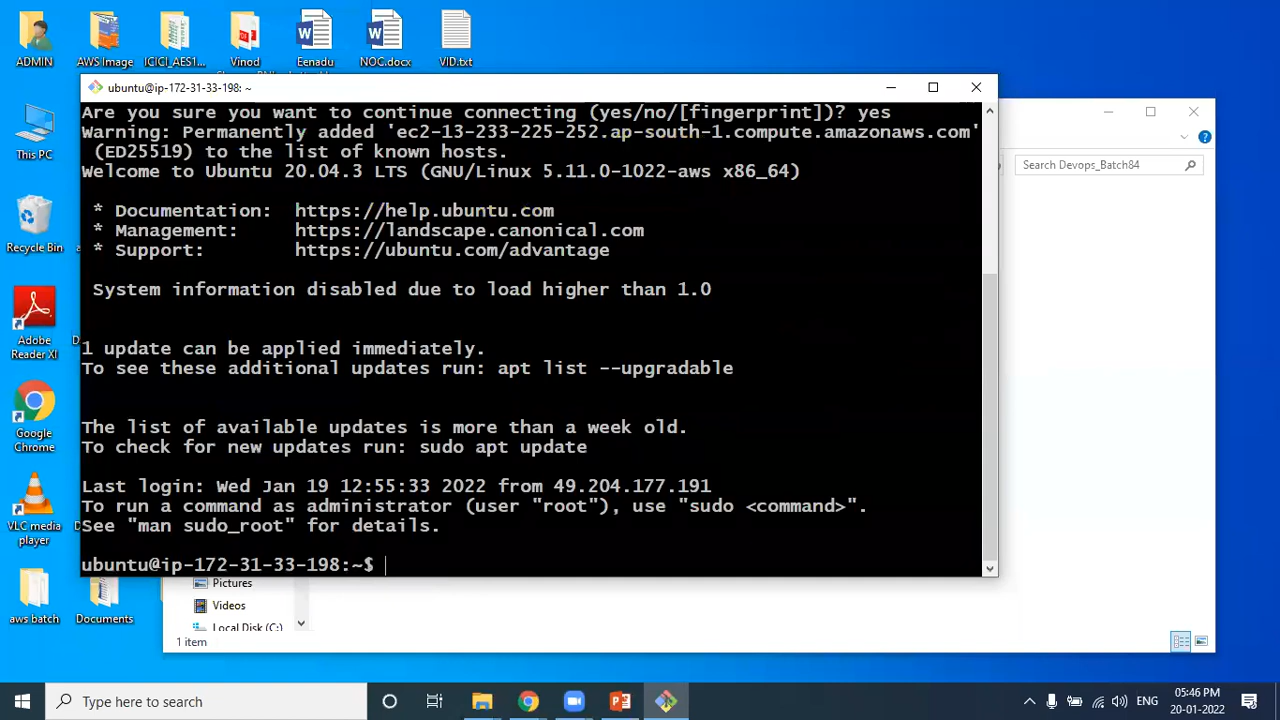 ADMIN
AWS Image
ICICI_AES1...
Vinod
Eenadu
NOC.docx
VID.txt
ubuntu@ip-172-31-33-198: ~
This PC
Recycle Bin
Adobe
Reader XI
Google
Chrome
VLC media
player
aws batch
Documents
Are you sure you want to continue connecting (yes/no/[fingerprint])? yes
Warning: Permanently added 'ec2-13-233-225-252.ap-south-1.compute.amazonaws.com'
(ED25519) to the list of known hosts.
Welcome to Ubuntu 20.04.3 LTS (GNU/Linux 5.11.0-1022-aws x86_64)
* Documentation: https://help.ubuntu.com
* Management: https://landscape.canonical.com
* Support: https://ubuntu.com/advantage
System information disabled due to load higher than 1.0
1 update can be applied immediately.
To see these additional updates run: apt list --upgradable
The list of available updates is more than a week old.
To check for new updates run: sudo apt update
Last login: Wed Jan 19 12:55:33 2022 from 49.204.177.191
To run a command as administrator (user "root"), use "sudo <command>".
See "man sudo_root" for details.
ubuntu@ip-172-31-33-198:~$
Search Devops_Batch84
Pictures
Videos
Local Disk (C:)
1 item
Type here to search
ENG
05:46 PM
20-01-2022